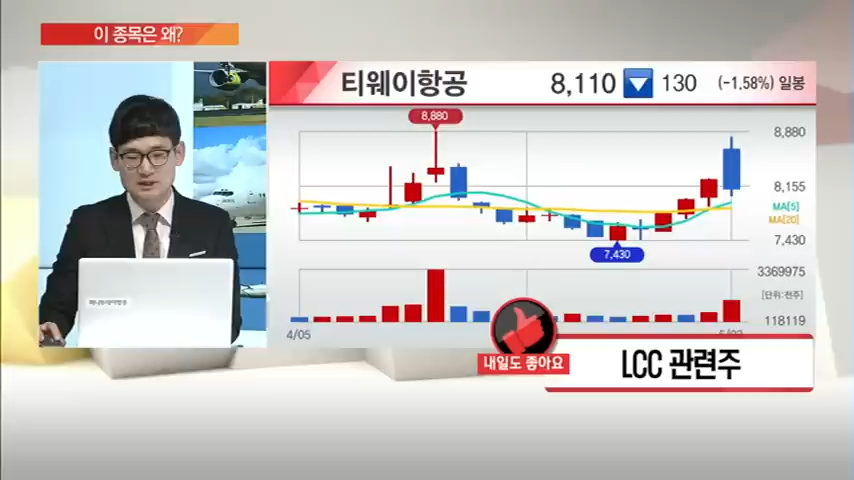 이 종목은 왜?
티웨이항공 8,110 ▼ 130 (-1.58%) 일봉
8,880
8,880
8,155
MA[5]
MA[20]
7,430
7,430
3369975
[단위:전주]
118119
4/05
내일도 좋아요
LCC 관련주